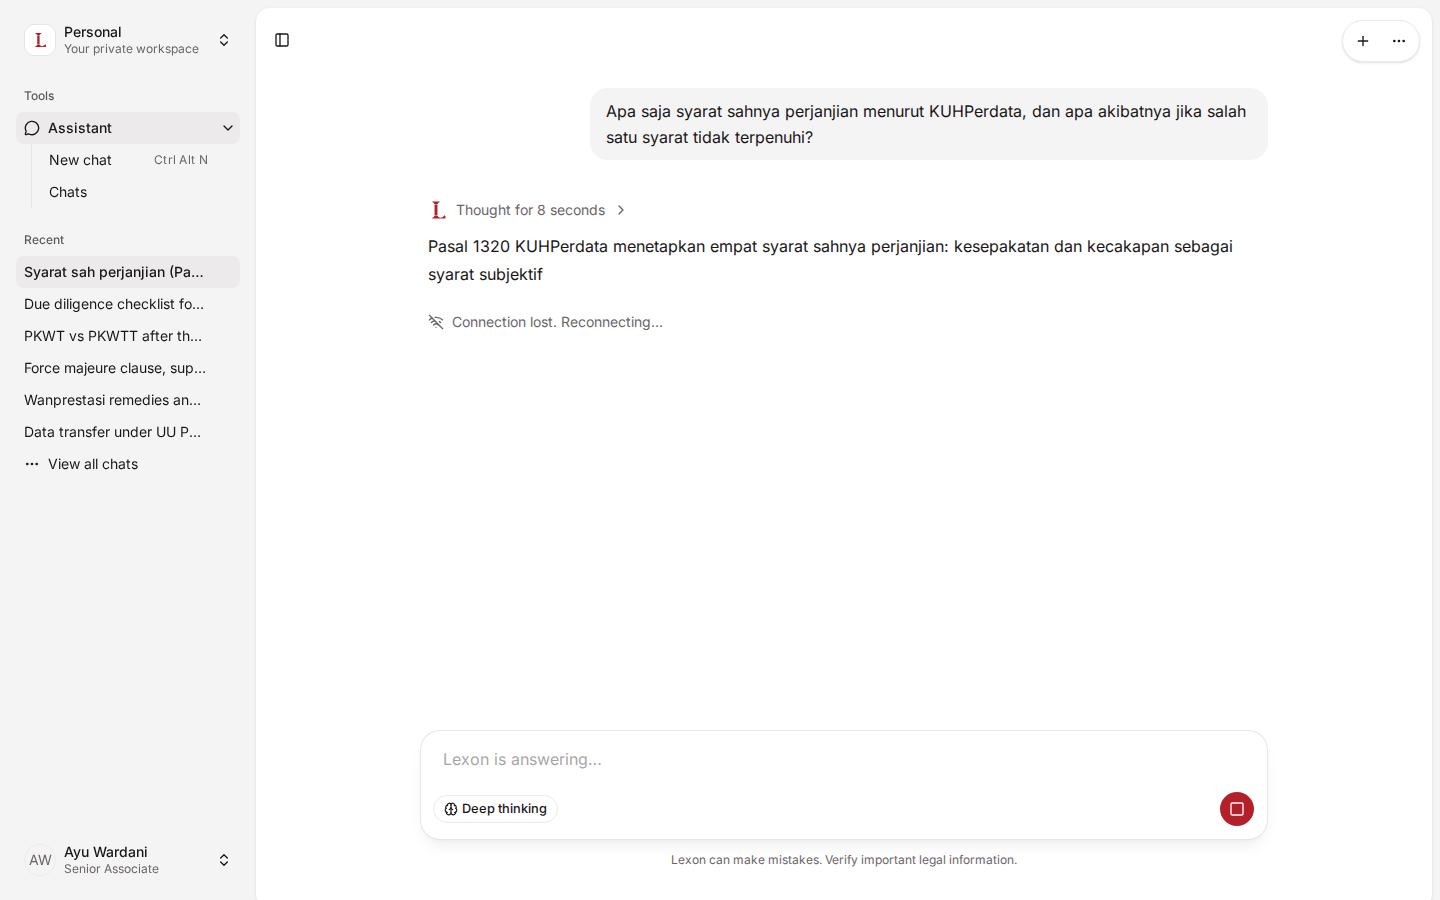 L
Personal
Your private workspace
Tools
Assistant
New chat
Ctrl Alt N
Chats
Recent
Syarat sah perjanjian (Pa...
Due diligence checklist fo...
PKWT vs PKWTT after th...
Force majeure clause, sup...
Wanprestasi remedies an...
Data transfer under UU P...
View all chats
AW
Ayu Wardani
Senior Associate
Apa saja syarat sahnya perjanjian menurut KUHPerdata, dan apa akibatnya jika salah
satu syarat tidak terpenuhi?
L
Thought for 8 seconds
Pasal 1320 KUHPerdata menetapkan empat syarat sahnya perjanjian: kesepakatan dan kecakapan sebagai
syarat subjektif
Connection lost. Reconnecting...
Lexon is answering...
Deep thinking
Lexon can make mistakes. Verify important legal information.